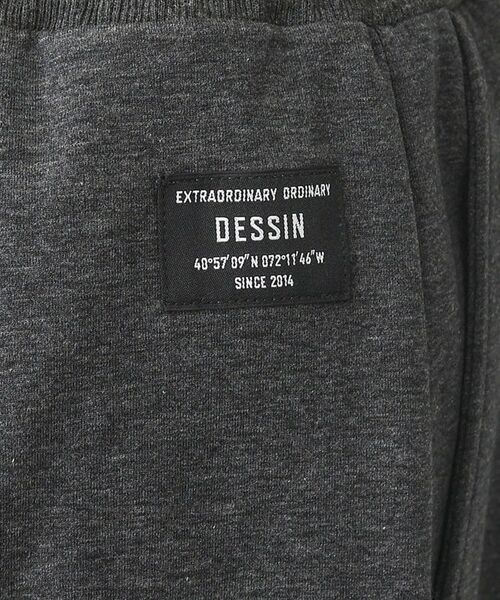 EXTRAORDINARY ORDINARY
DESSIN
40°57'09"N 072°11'46"W
SINCE 2014